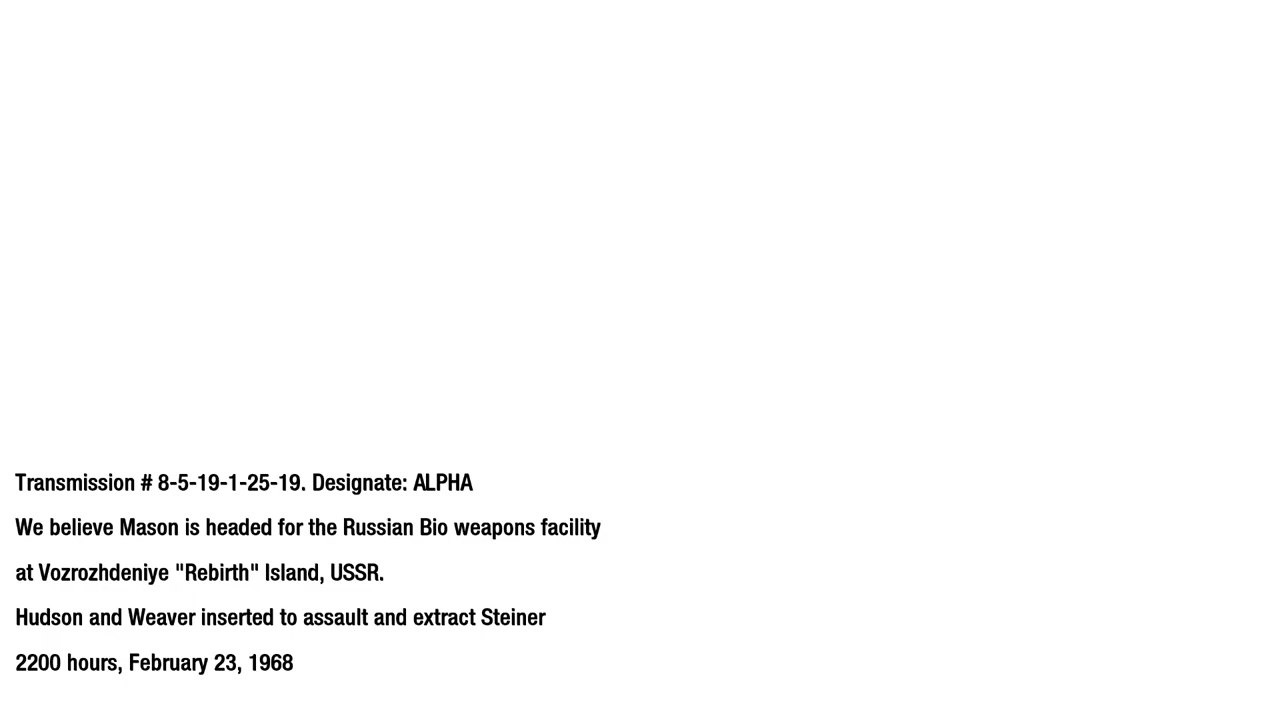 Transmission # 8-5-19-1-25-19. Designate: ALPHA
We believe Mason is headed for the Russian Bio weapons facility
at Vozrozhdeniye "Rebirth" Island, USSR.
Hudson and Weaver inserted to assault and extract Steiner
2200 hours, February 23, 1968